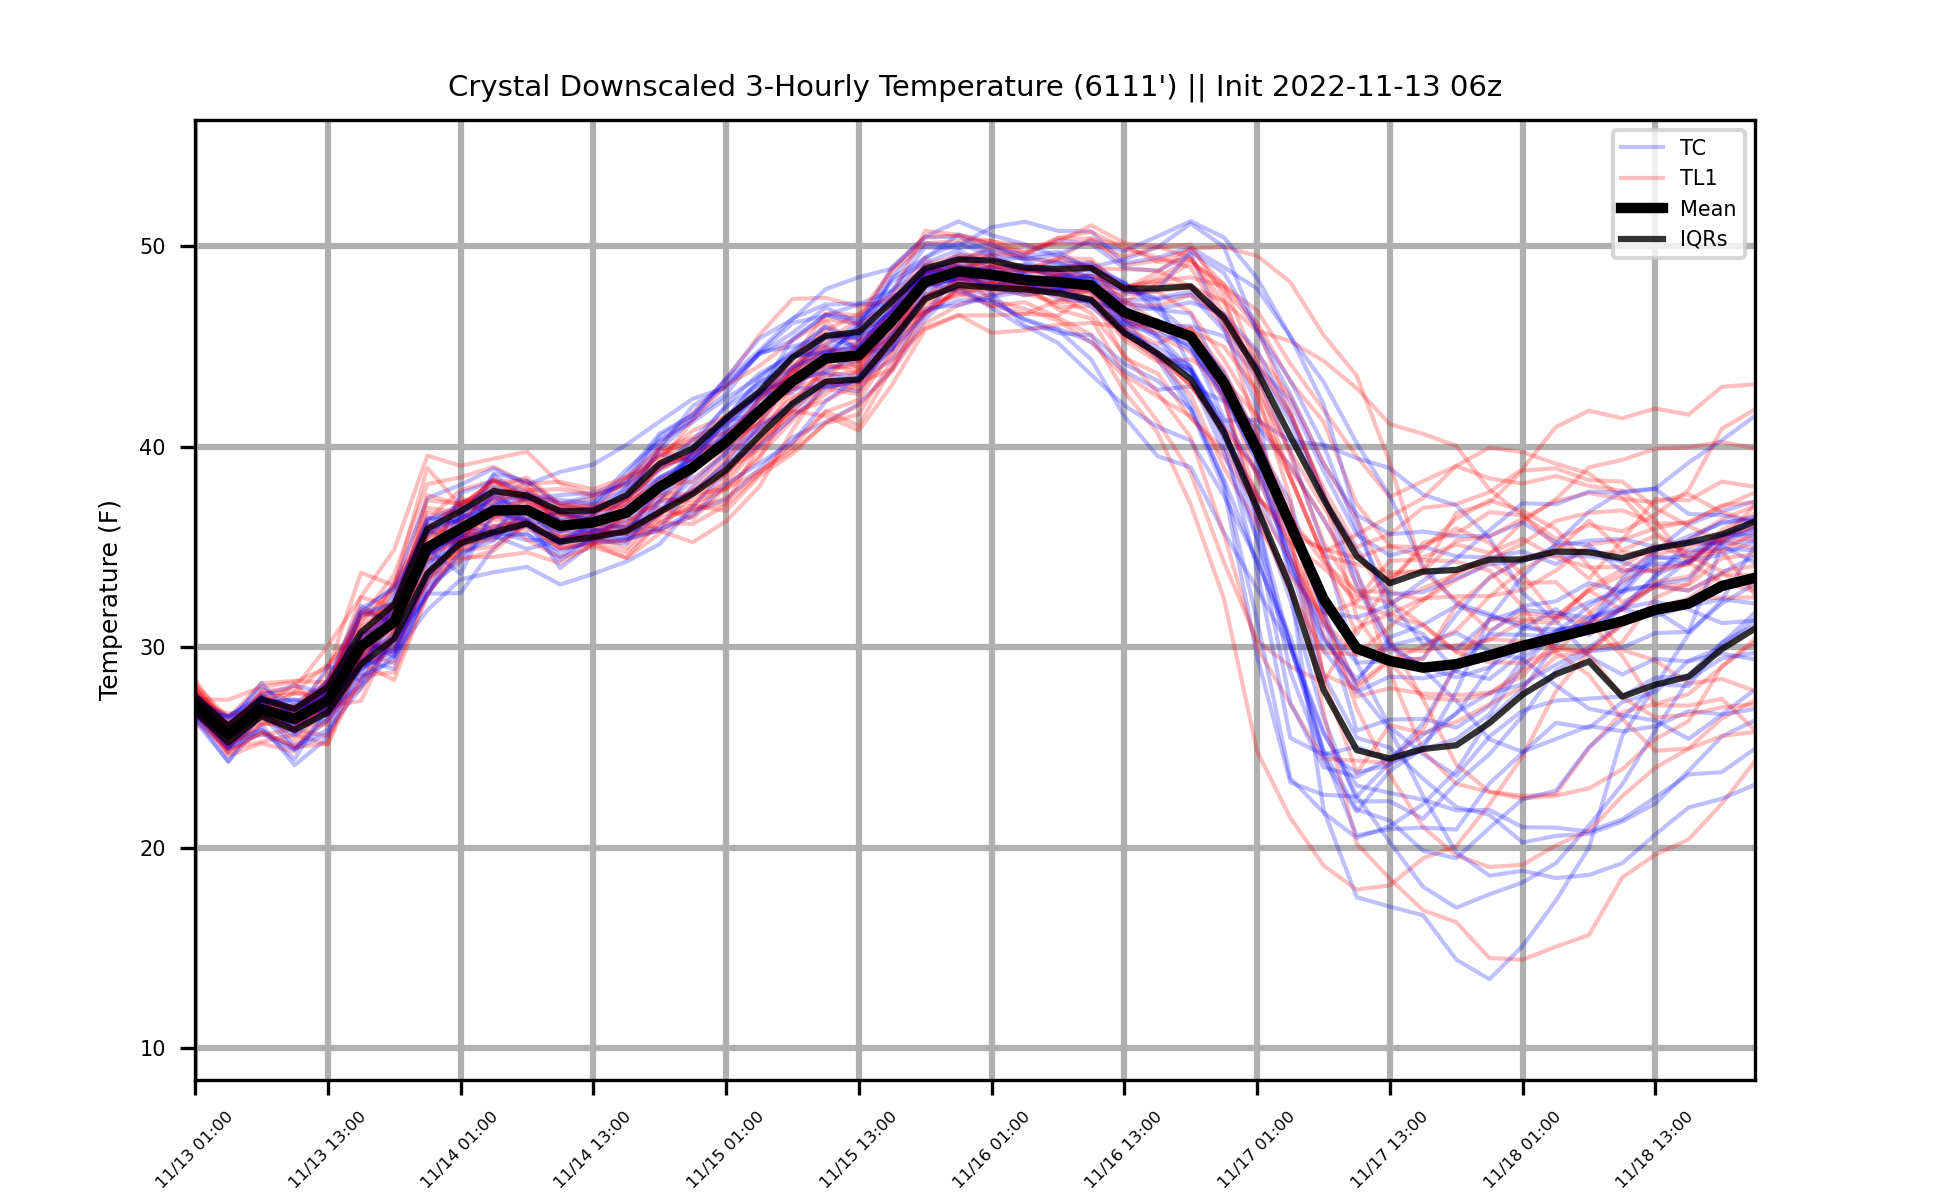 Crystal Downscaled 3-Hourly Temperature (6111') || Init 2022-11-13 06z
TC
TL1
Mean
IQRs
Temperature (F)
50
40
30
20
10
11/13 01:00
11/13 13:00
11/14 01:00
11/14 13:00
11/15 01:00
11/15 13:00
11/16 01:00
11/16 13:00
11/17 01:00
11/17 13:00
11/18 01:00
11/18 13:00